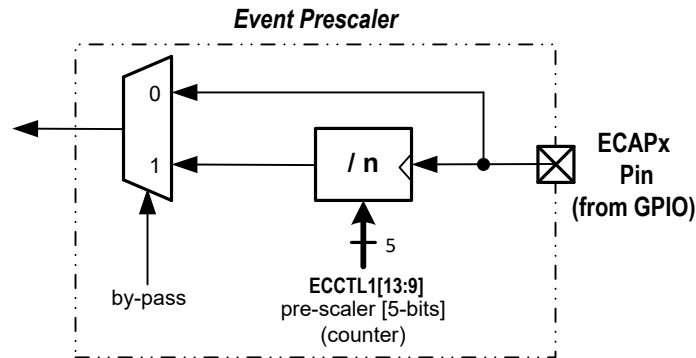 Event Prescaler
0
1
/ n
ECAPx
Pin
(from GPIO)
5
by-pass
ECCTL1[13:9]
pre-scaler [5-bits]
(counter)